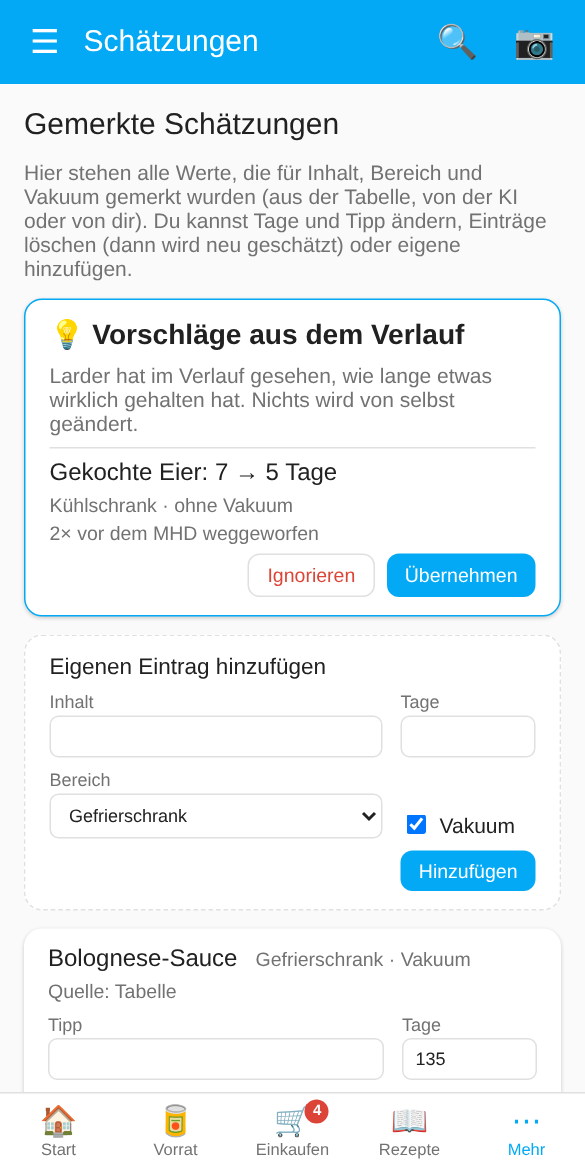 Schätzungen
Gemerkte Schätzungen
Hier stehen alle Werte, die für Inhalt, Bereich und
Vakuum gemerkt wurden (aus der Tabelle, von der KI
oder von dir). Du kannst Tage und Tipp ändern, Einträge
löschen (dann wird neu geschätzt) oder eigene
hinzufügen.
Vorschläge aus dem Verlauf
Larder hat im Verlauf gesehen, wie lange etwas
wirklich gehalten hat. Nichts wird von selbst
geändert.
Gekochte Eier: 7 → 5 Tage
Kühlschrank · ohne Vakuum
2× vor dem MHD weggeworfen
Ignorieren Übernehmen
Eigenen Eintrag hinzufügen
Inhalt Tage
Bereich
Gefrierschrank Vakuum
Hinzufügen
Bolognese-Sauce Gefrierschrank · Vakuum
Quelle: Tabelle
Tipp Tage
135
4
Start Vorrat Einkaufen Rezepte Mehr